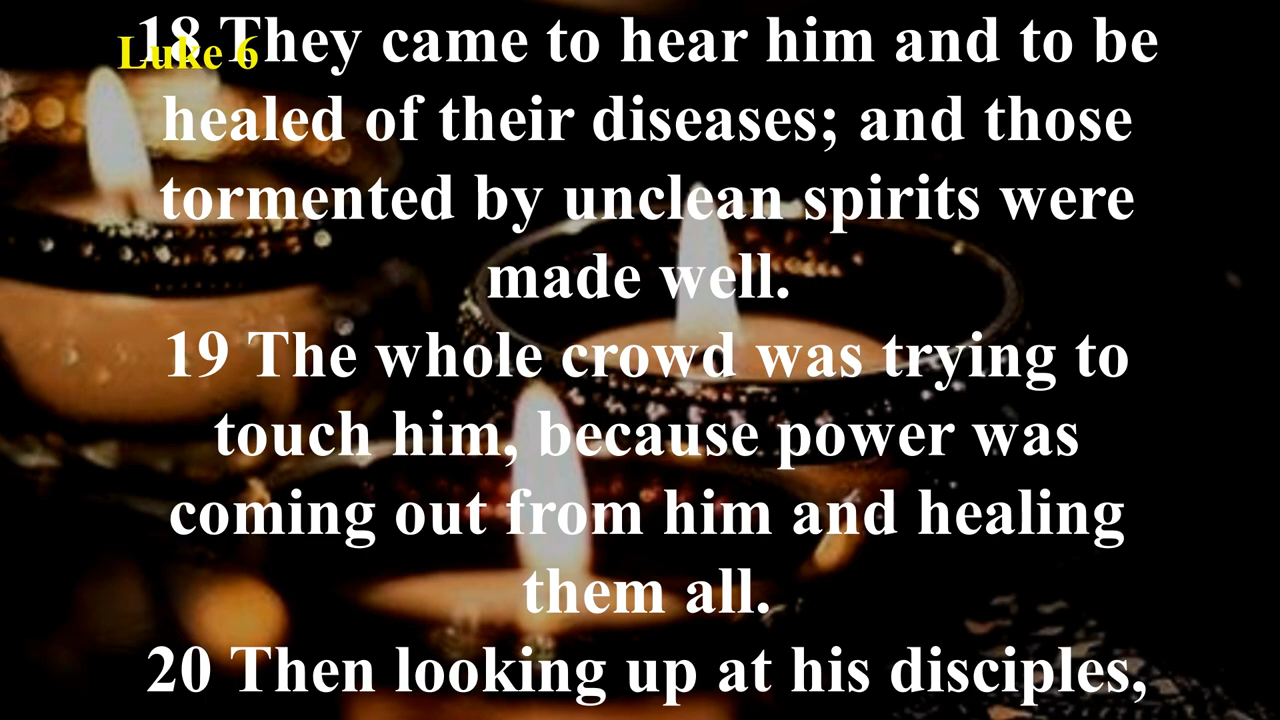 Luke 6
18 They came to hear him and to be
healed of their diseases; and those
tormented by unclean spirits were
made well.
19 The whole crowd was trying to
touch him, because power was
coming out from him and healing
them all.
20 Then looking up at his disciples,